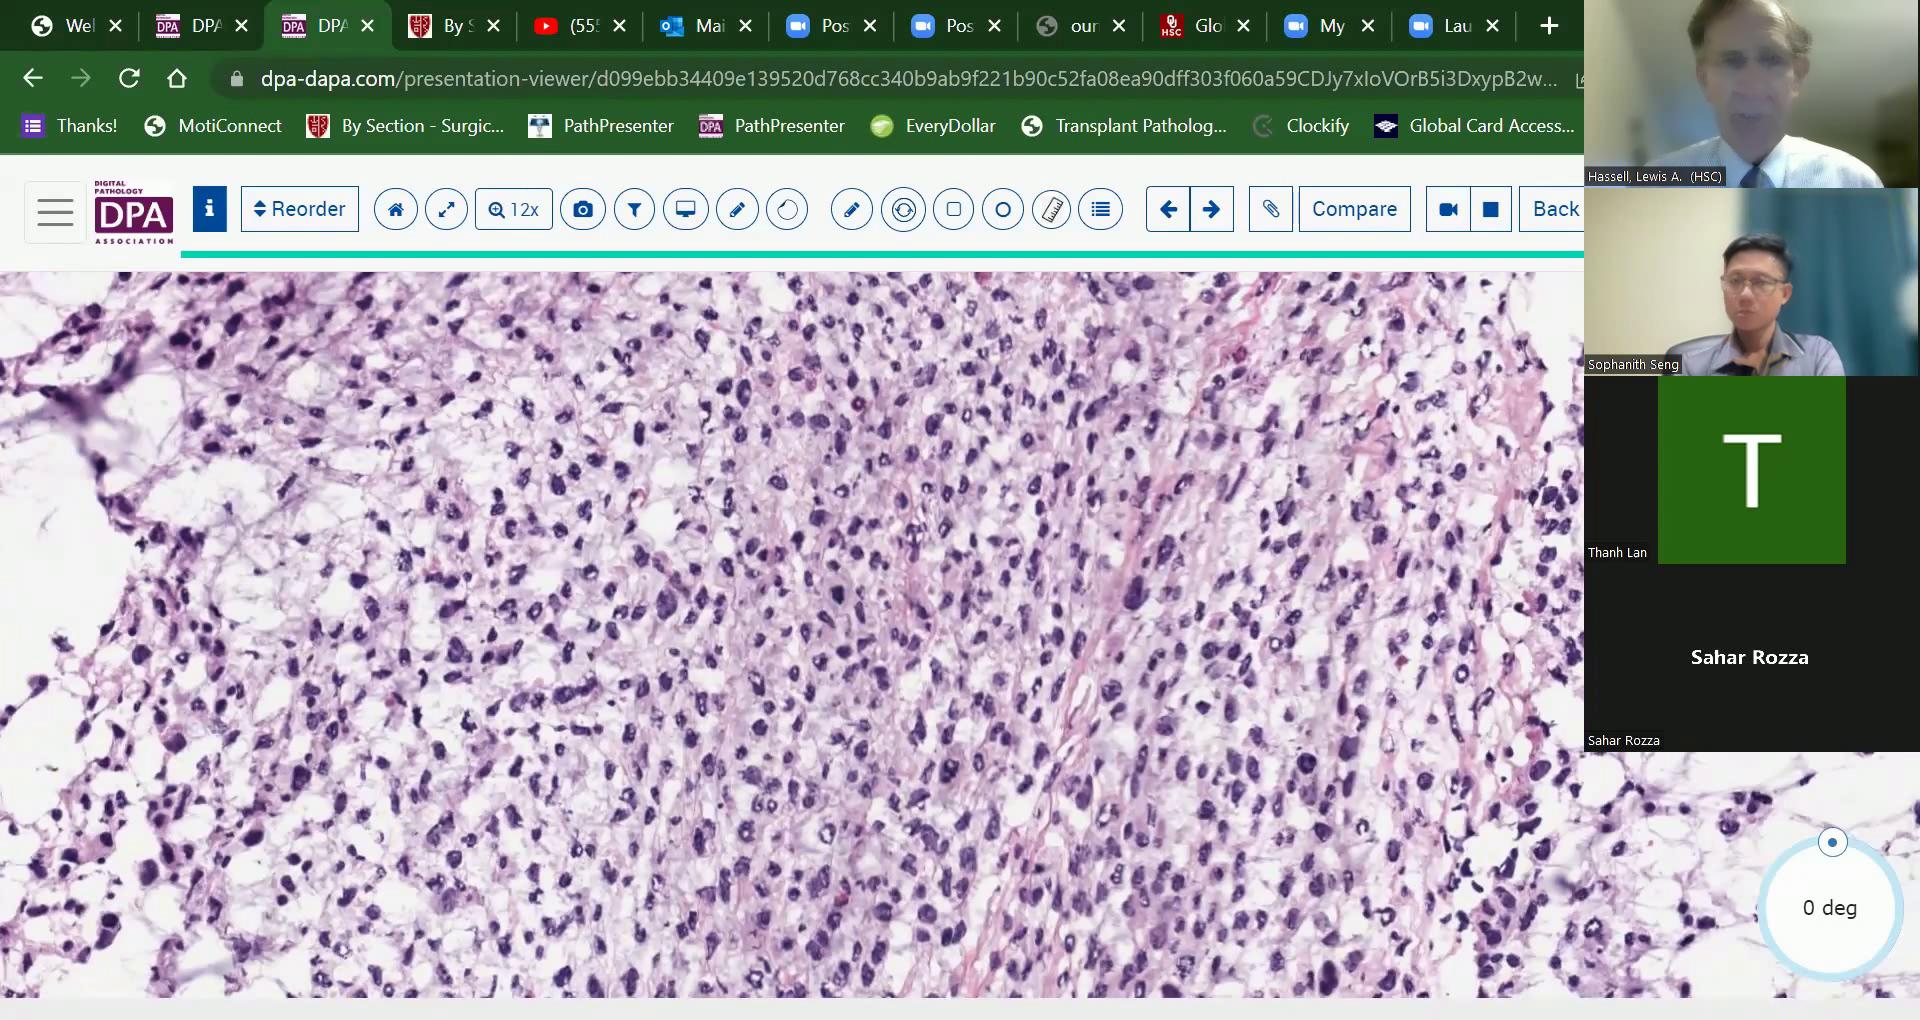 Wel
DPA
DPA
By S
(55
Mai
Pos
Pos
our
Glo
My
Lau
dpa-dapa.com/presentation-viewer/d099ebb34409e139520d768cc340b9ab9f221b90c52fa08ea90dff303f060a59CDJy7xIoVOrB5i3DxypB2w...
Thanks!
MotiConnect
By Section - Surgic...
PathPresenter
DPA
PathPresenter
EveryDollar
Transplant Patholog...
Clockify
Global Card Access...
DIGITAL
PATHOLOGY
DPA
ASSOCIATION
i
Reorder
12x
Compare
Back
Hassell, Lewis A. (HSC)
Sophanith Seng
T
Thanh Lan
Sahar Rozza
Sahar Rozza
0 deg